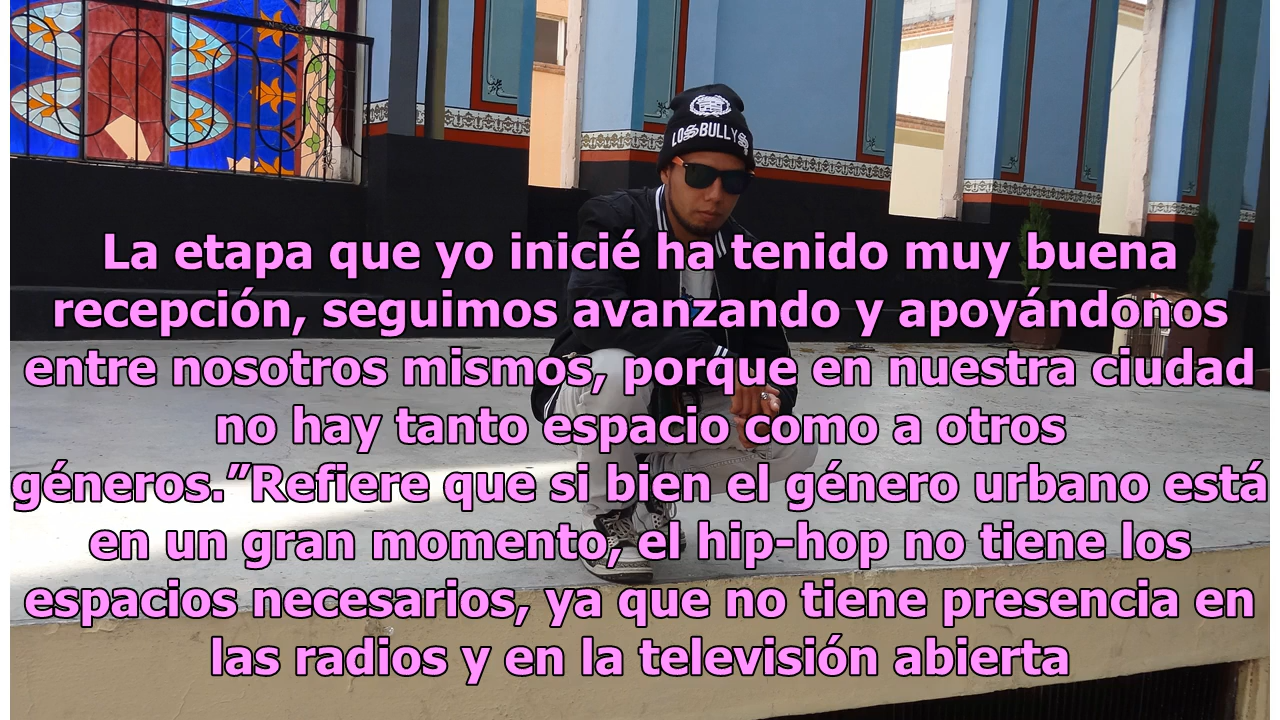 LOS BULLYS
La etapa que yo inicié ha tenido muy buena
recepción, seguimos avanzando y apoyándonos
entre nosotros mismos, porque en nuestra ciudad
no hay tanto espacio como a otros
géneros.”Refiere que si bien el género urbano está
en un gran momento, el hip-hop no tiene los
espacios necesarios, ya que no tiene presencia en
las radios y en la televisión abierta